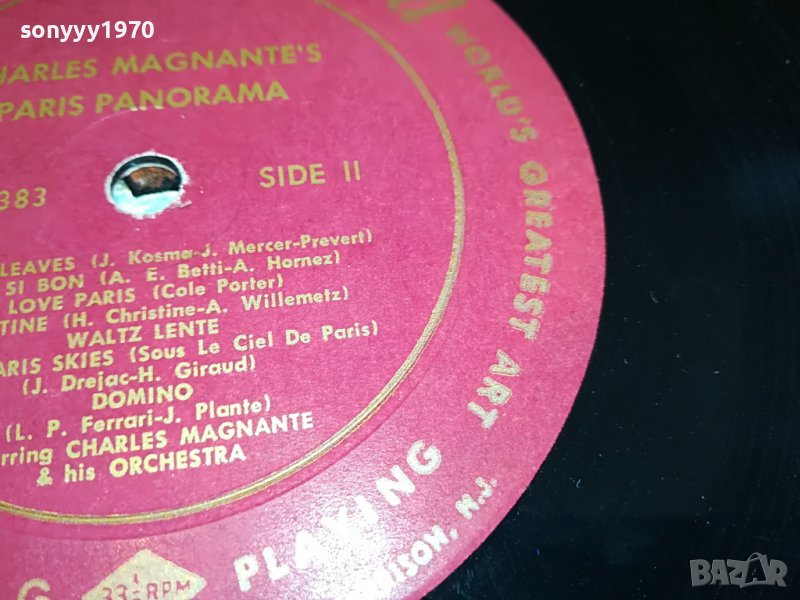 sonyyy1970
CHARLES MAGNANTE'S
PARIS PANORAMA
383
SIDE II
LEAVES (J. Kosma-J. Mercer-Prevert)
SI BON (A. E. Betti-A. Hornez)
LOVE PARIS (Cole Porter)
TINE (H. Christine-A. Willemetz)
WALTZ LENTE
ARIS SKIES (Sous Le Ciel De Paris)
(J. Drejac-H. Giraud)
DOMINO
(L. P. Ferrari-J. Plante)
rring CHARLES MAGNANTE
& his ORCHESTRA
WORLD'S GREATEST ART
PLAYING
ISON, N.J.
G
33⅓ RPM
BAZAR